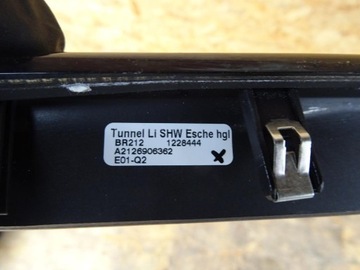 Tunnel Li SHW Esche hgl
BR212 1228444
A2126906362
E01-Q2